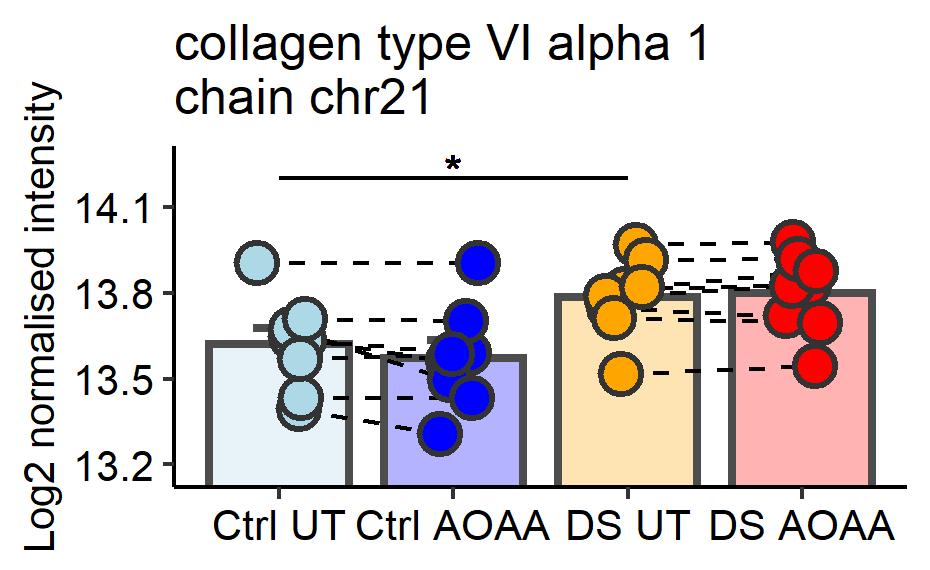 collagen type VI alpha 1
chain chr21
*
Log2 normalised intensity
14.1
13.8
13.5
13.2
Ctrl UT Ctrl AOAA DS UT DS AOAA